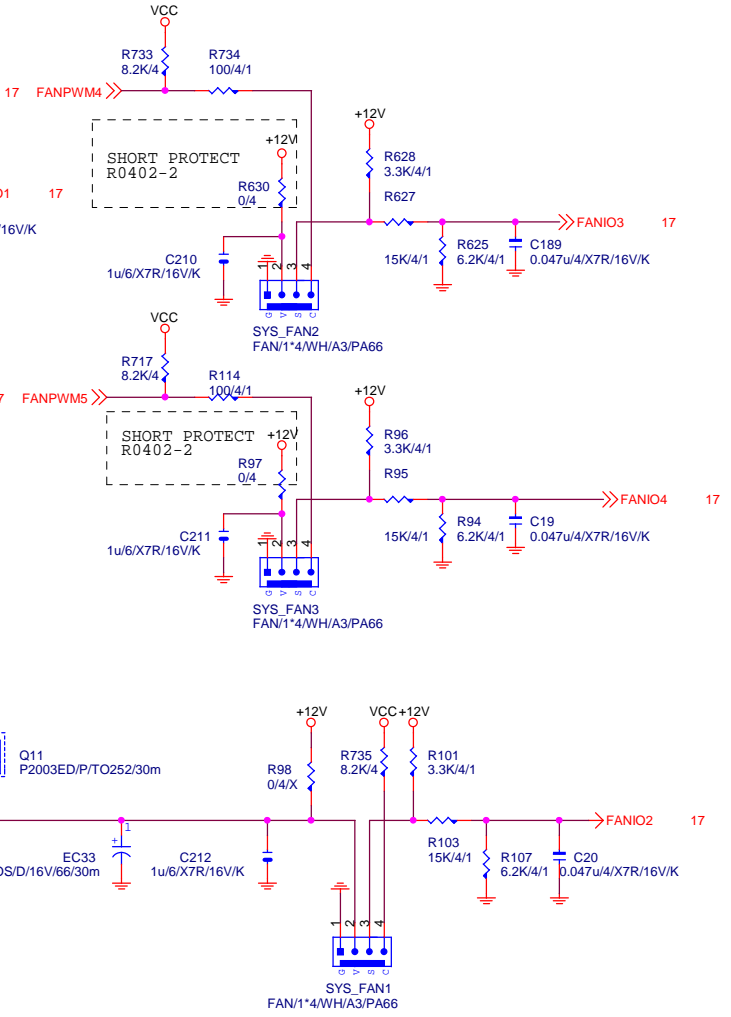 VCC
R733
8.2K/4
R734
100/4/1
17 FANPWM4
+12V
SHORT PROTECT
R0402-2
R630
0/4
+12V
R628
3.3K/4/1
R627
17
/16V/K
FANIO3 17
C210
1u/6/X7R/16V/K
15K/4/1
R625
6.2K/4/1
C189
0.047u/4/X7R/16V/K
1 2 3 4
G V S C
SYS_FAN2
FAN/1*4/WH/A3/PA66
VCC
R717
8.2K/4
R114
100/4/1
FANPWM5
+12V
SHORT PROTECT
R0402-2
R97
0/4
+12V
R96
3.3K/4/1
R95
FANIO4 17
C211
1u/6/X7R/16V/K
15K/4/1
R94
6.2K/4/1
C19
0.047u/4/X7R/16V/K
1 2 3 4
G V S C
SYS_FAN3
FAN/1*4/WH/A3/PA66
+12V
VCC +12V
Q11
P2003ED/P/TO252/30m
R98
0/4/X
R735
8.2K/4
R101
3.3K/4/1
FANIO2 17
+ 1
EC33
OS/D/16V/66/30m
C212
1u/6/X7R/16V/K
R103
15K/4/1
R107
6.2K/4/1
C20
0.047u/4/X7R/16V/K
1 2 3 4
G V S C
SYS_FAN1
FAN/1*4/WH/A3/PA66